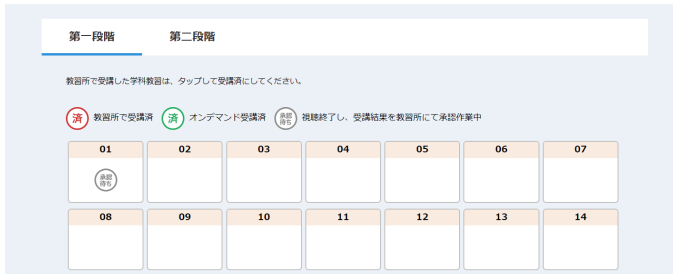 第一段階 第二段階
教習所で受講した学科教習は、タップして受講済にしてください。
済 教習所で受講済 済 オンデマンド受講済 承認待ち 視聴終了し、受講結果を教習所にて承認作業中
01 02 03 04 05 06 07
承認
待ち
08 09 10 11 12 13 14